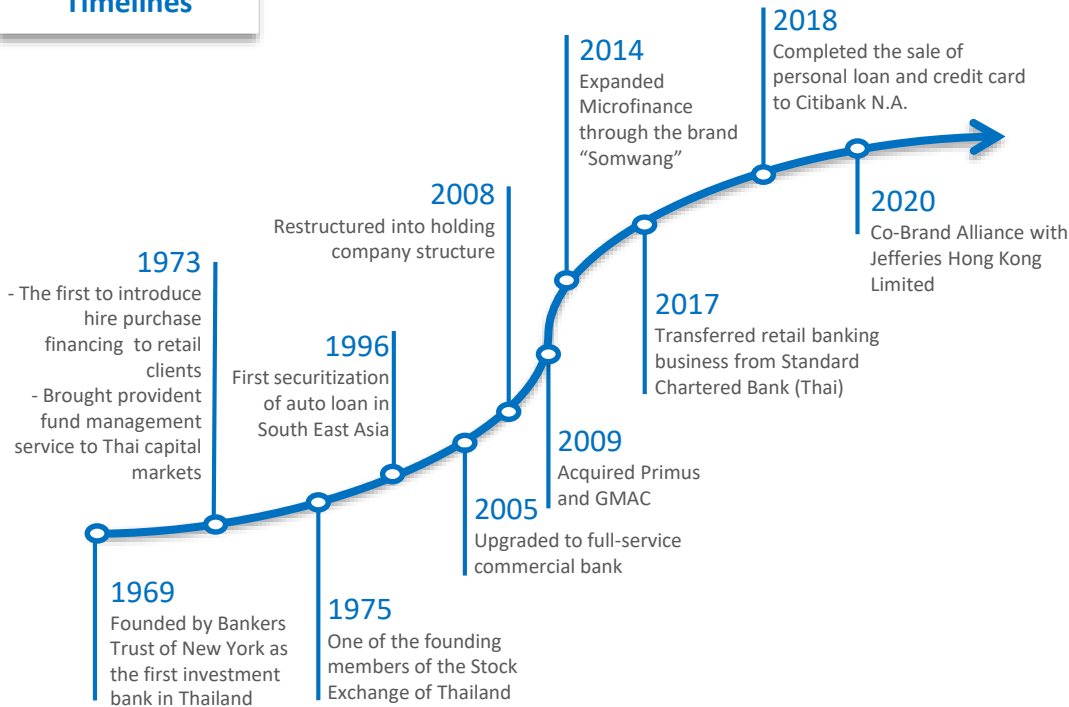 Timelines
1969
Founded by Bankers
Trust of New York as
the first investment
bank in Thailand
1973
- The first to introduce
hire purchase
financing to retail
clients
- Brought provident
fund management
service to Thai capital
markets
1975
One of the founding
members of the Stock
Exchange of Thailand
1996
First securitization
of auto loan in
South East Asia
2005
Upgraded to full-service
commercial bank
2008
Restructured into holding
company structure
2009
Acquired Primus
and GMAC
2014
Expanded
Microfinance
through the brand
“Somwang”
2017
Transferred retail banking
business from Standard
Chartered Bank (Thai)
2018
Completed the sale of
personal loan and credit card
to Citibank N.A.
2020
Co-Brand Alliance with
Jefferies Hong Kong
Limited